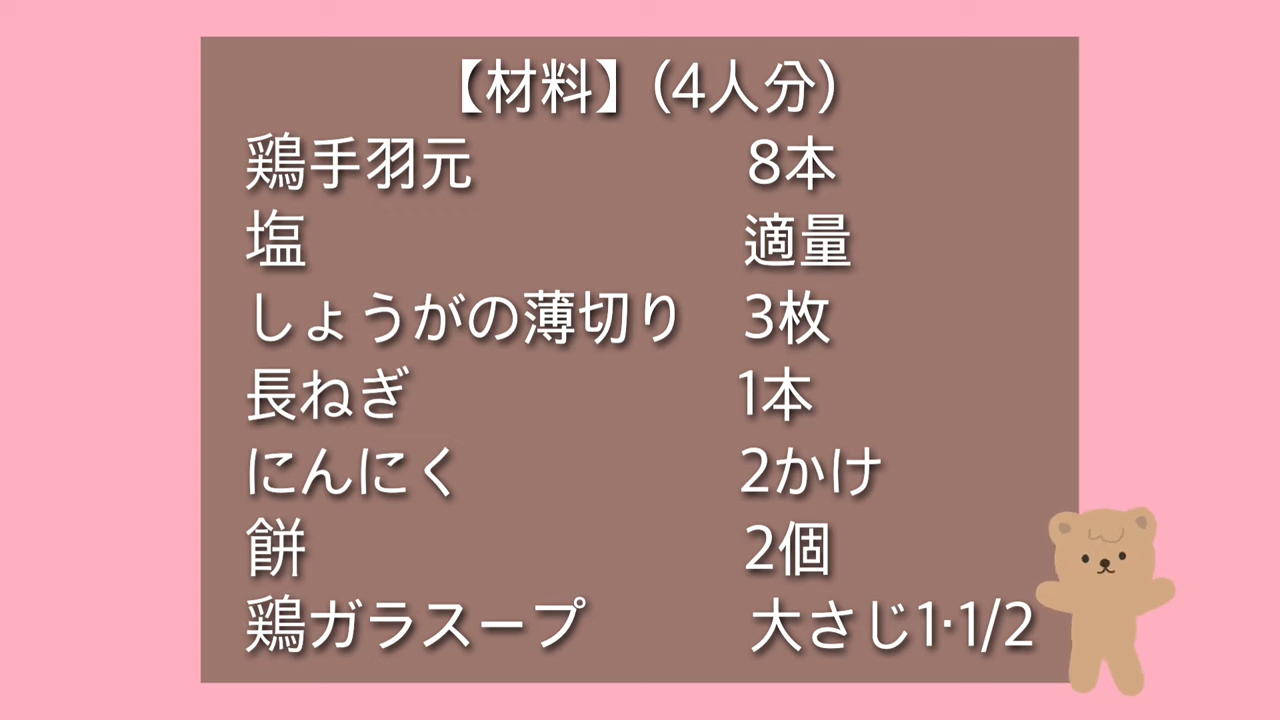 【材料】(4人分)
鶏手羽元 8本
塩 適量
しょうがの薄切り 3枚
長ねぎ 1本
にんにく 2かけ
餅 2個
鶏ガラスープ 大さじ1·1/2